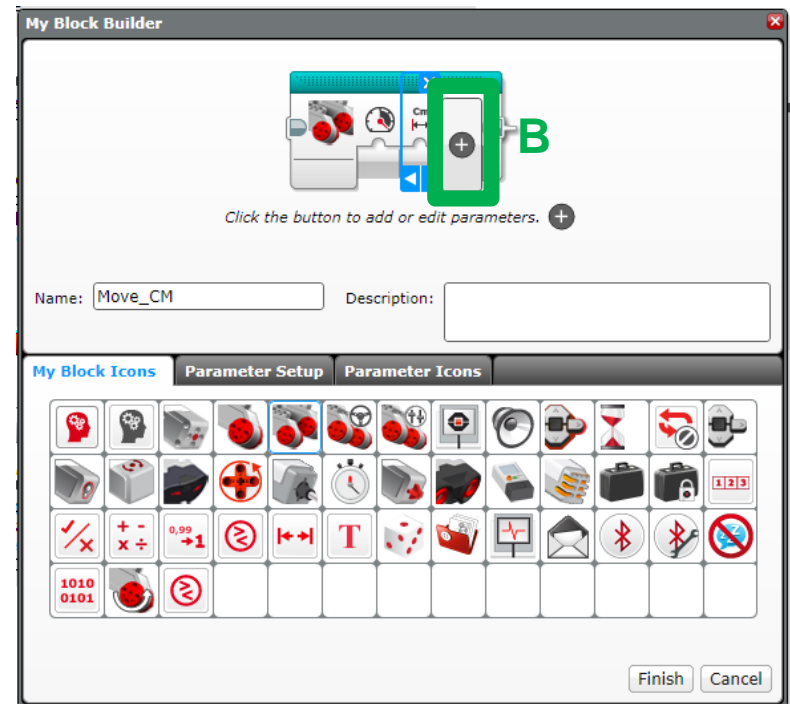 My Block Builder
Cm
B
Click the button to add or edit parameters.
Name: Move_CM Description:
My Block Icons Parameter Setup Parameter Icons
1 2 3
0,99
1
T
1010
0101
Finish Cancel